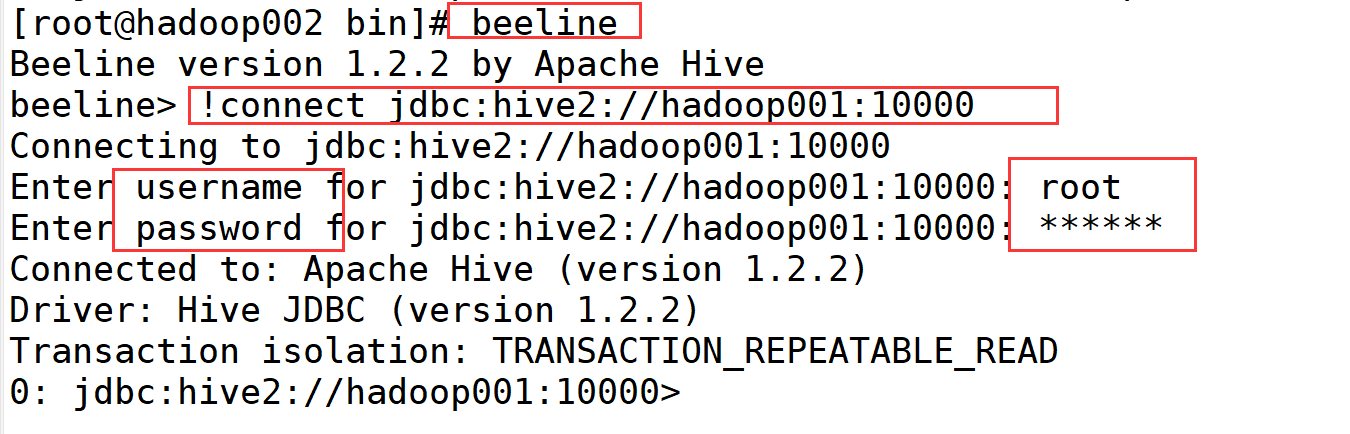 [root@hadoop002 bin]# beeline
Beeline version 1.2.2 by Apache Hive
beeline> !connect jdbc:hive2://hadoop001:10000
Connecting to jdbc:hive2://hadoop001:10000
Enter username for jdbc:hive2://hadoop001:10000: root
Enter password for jdbc:hive2://hadoop001:10000: ******
Connected to: Apache Hive (version 1.2.2)
Driver: Hive JDBC (version 1.2.2)
Transaction isolation: TRANSACTION_REPEATABLE_READ
0: jdbc:hive2://hadoop001:10000>